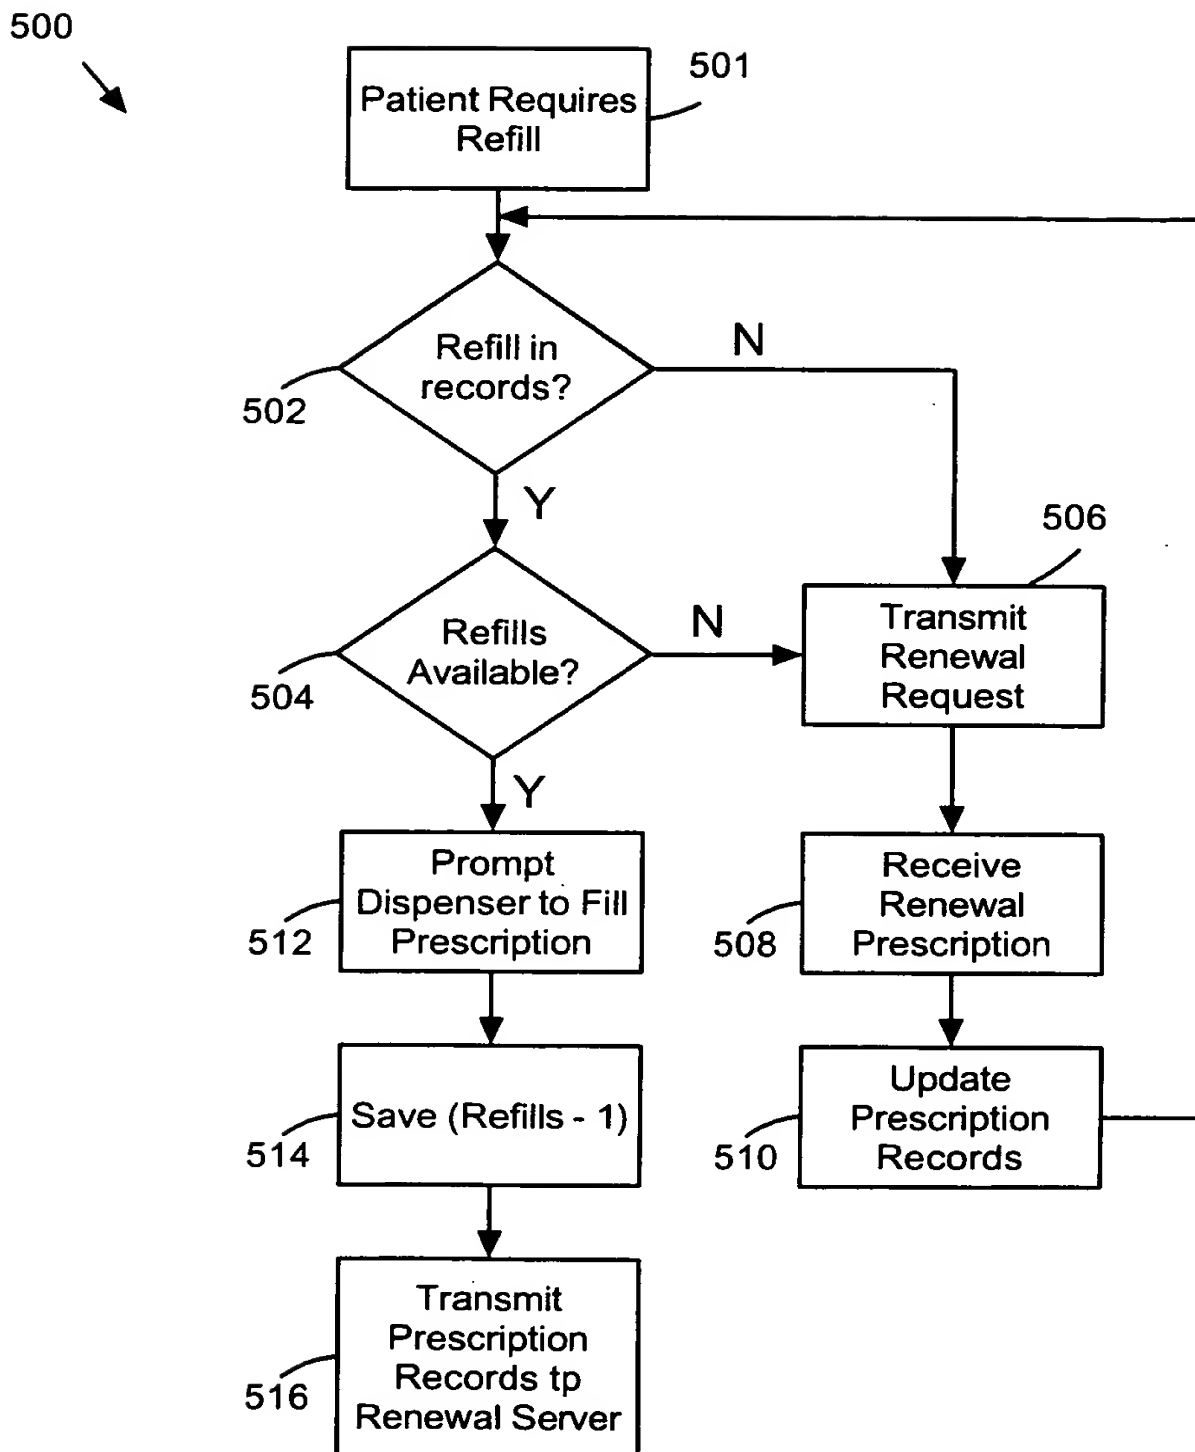 500
501
Patient Requires
Refill
Refill in
records?
N
502
Y
506
Refills
Available?
N
504
Transmit
Renewal
Request
Y
Prompt
Dispenser to Fill
Prescription
512
Receive
Renewal
Prescription
508
Save (Refills - 1)
514
Update
Prescription
Records
510
Transmit
Prescription
Records tp
Renewal Server
516